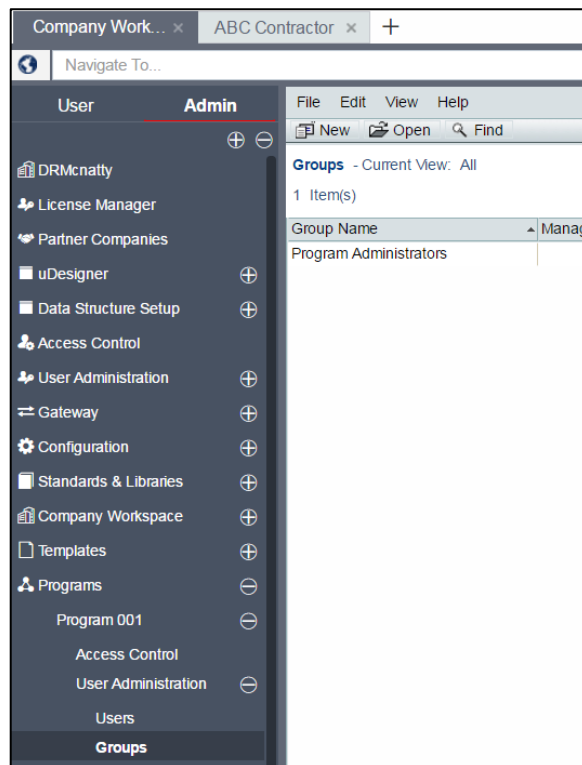 Company Work... ×
ABC Contractor ×
+
Navigate To...
User
Admin
DRMcnatty
License Manager
Partner Companies
uDesigner
Data Structure Setup
Access Control
User Administration
Gateway
Configuration
Standards & Libraries
Company Workspace
Templates
Programs
Program 001
Access Control
User Administration
Users
Groups
File Edit View Help
New Open Find
Groups - Current View: All
1 Item(s)
Group Name Manag
Program Administrators